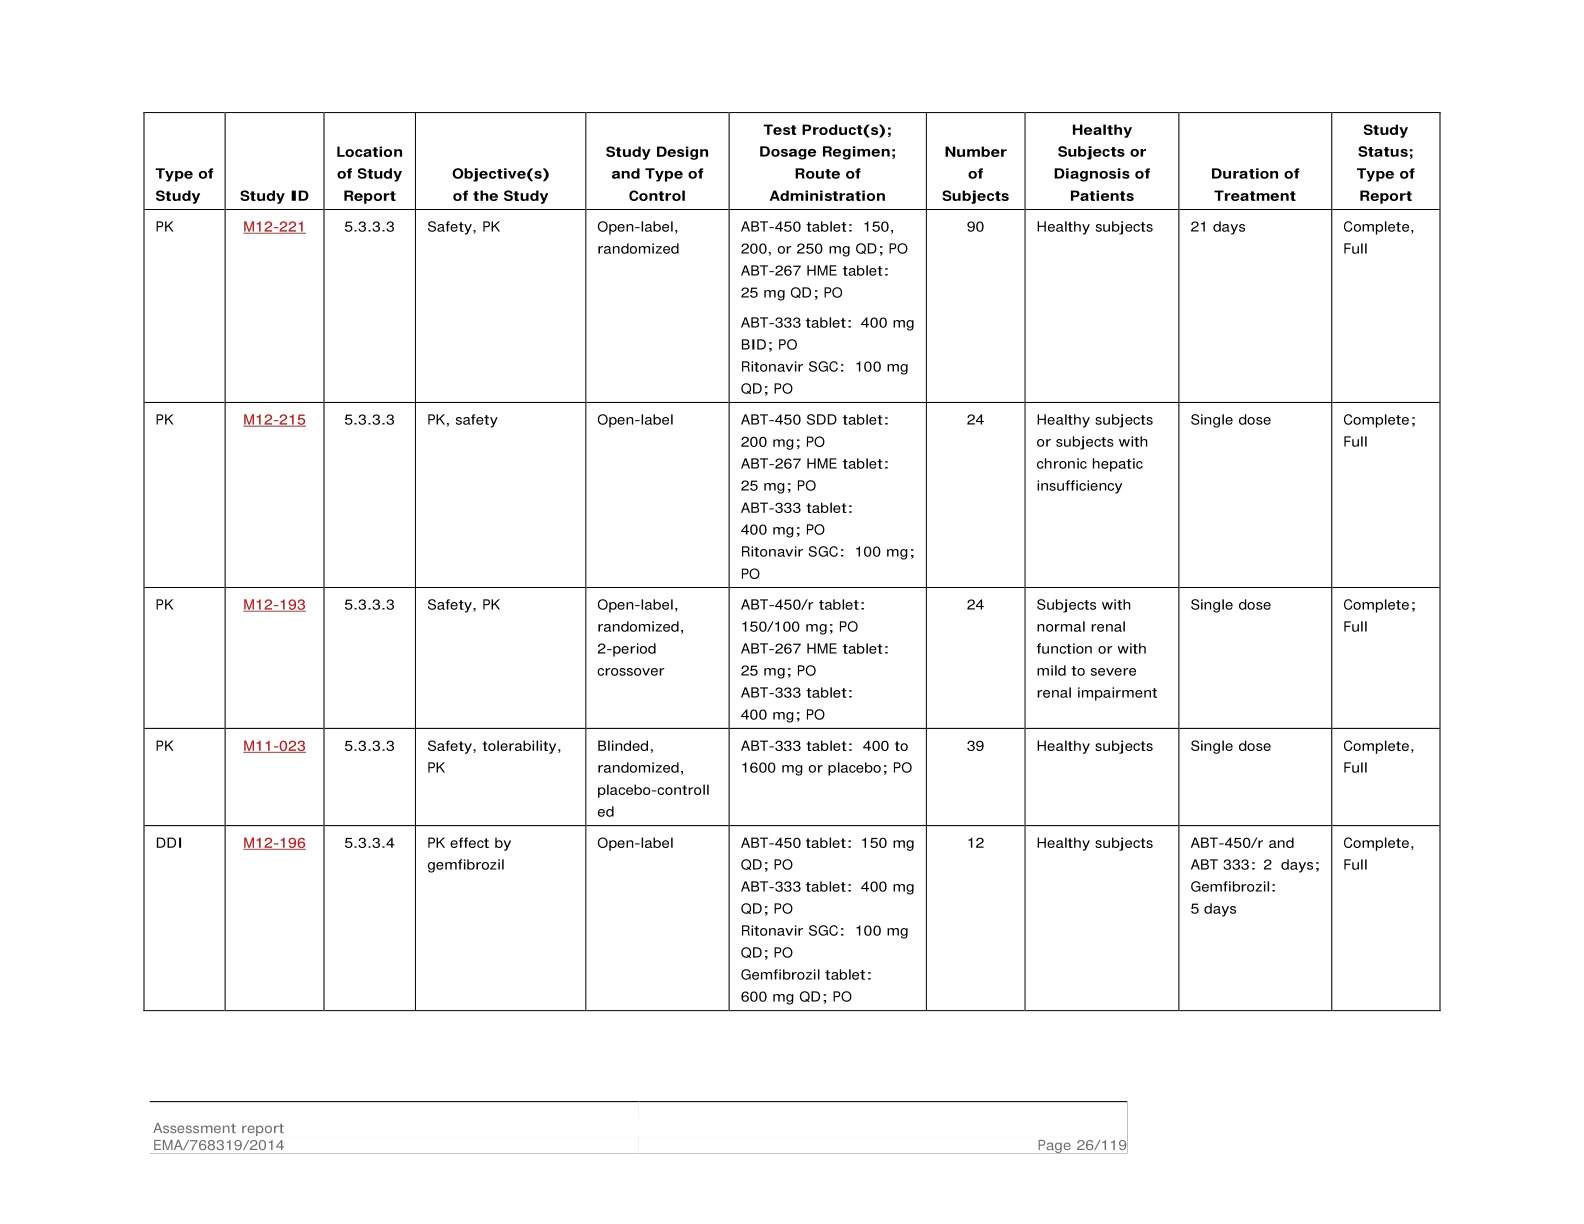 Type of Study
Study ID
Location of Study Report
Objective(s) of the Study
Study Design and Type of Control
Test Product(s); Dosage Regimen; Route of Administration
Number of Subjects
Healthy Subjects or Diagnosis of Patients
Duration of Treatment
Study Status; Type of Report
PK
M12-221
5.3.3.3
Safety, PK
Open-label,
randomized
ABT-450 tablet: 150,
200, or 250 mg QD; PO
ABT-267 HME tablet:
25 mg QD; PO
ABT-333 tablet: 400 mg
BID; PO
Ritonavir SGC: 100 mg
QD; PO
90
Healthy subjects
21 days
Complete,
Full
PK
M12-215
5.3.3.3
PK, safety
Open-label
ABT-450 SDD tablet:
200 mg; PO
ABT-267 HME tablet:
25 mg; PO
ABT-333 tablet:
400 mg; PO
Ritonavir SGC: 100 mg;
PO
24
Healthy subjects
or subjects with
chronic hepatic
insufficiency
Single dose
Complete;
Full
PK
M12-193
5.3.3.3
Safety, PK
Open-label,
randomized,
2-period
crossover
ABT-450/r tablet:
150/100 mg; PO
ABT-267 HME tablet:
25 mg; PO
ABT-333 tablet:
400 mg; PO
24
Subjects with
normal renal
function or with
mild to severe
renal impairment
Single dose
Complete;
Full
PK
M11-023
5.3.3.3
Safety, tolerability,
PK
Blinded,
randomized,
placebo-controll
ed
ABT-333 tablet: 400 to
1600 mg or placebo; PO
39
Healthy subjects
Single dose
Complete,
Full
DDI
M12-196
5.3.3.4
PK effect by
gemfibrozil
Open-label
ABT-450 tablet: 150 mg
QD; PO
ABT-333 tablet: 400 mg
QD; PO
Ritonavir SGC: 100 mg
QD; PO
Gemfibrozil tablet:
600 mg QD; PO
12
Healthy subjects
ABT-450/r and
ABT 333: 2 days;
Gemfibrozil:
5 days
Complete,
Full
Assessment report
EMA/768319/2014
Page 26/119